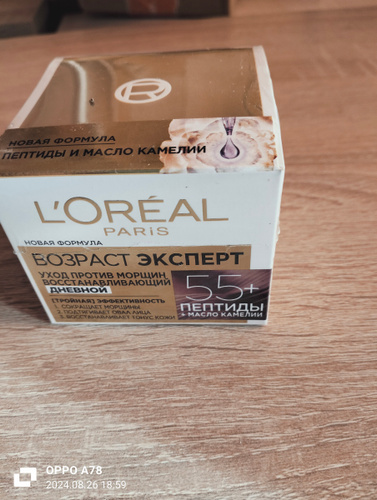 НОВАЯ ФОРМУЛА
ПЕПТИДЫ И МАСЛО КАМЕЛИИ
L'ORÉAL
PARIS
НОВАЯ ФОРМУЛА
ВОЗРАСТ ЭКСПЕРТ
УХОД ПРОТИВ МОРЩИН
ВОССТАНАВЛИВАЮЩИЙ
ДНЕВНОЙ
[ТРОЙНАЯ] ЭФФЕКТИВНОСТЬ
1. СОКРАЩАЕТ МОРЩИНЫ
2. ПОДТЯГИВАЕТ ОВАЛ ЛИЦА
3. ВОССТАНАВЛИВАЕТ ТОНУС КОЖИ
55+
ПЕПТИДЫ
+ МАСЛО КАМЕЛИИ
OPPO A78
2024.08.26 18:59